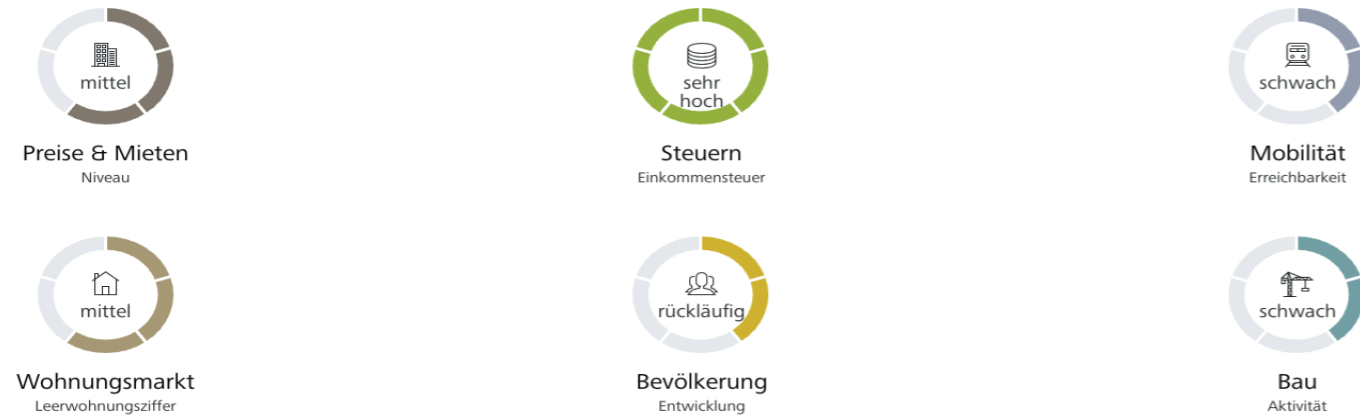 mittel
Preise & Mieten
Niveau
sehr
hoch
Steuern
Einkommensteuer
schwach
Mobilität
Erreichbarkeit
mittel
Wohnungsmarkt
Leerwohnungsziffer
rückläufig
Bevölkerung
Entwicklung
schwach
Bau
Aktivität